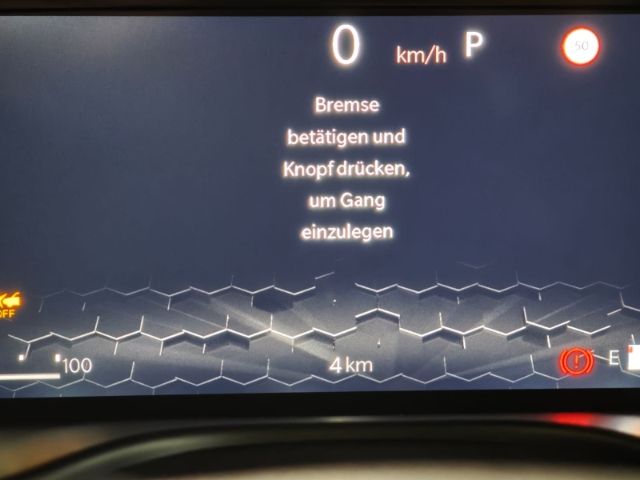 0 km/h P 50
Bremse
betätigen und
Knopf drücken,
um Gang
einzulegen
OFF
100 4 km E